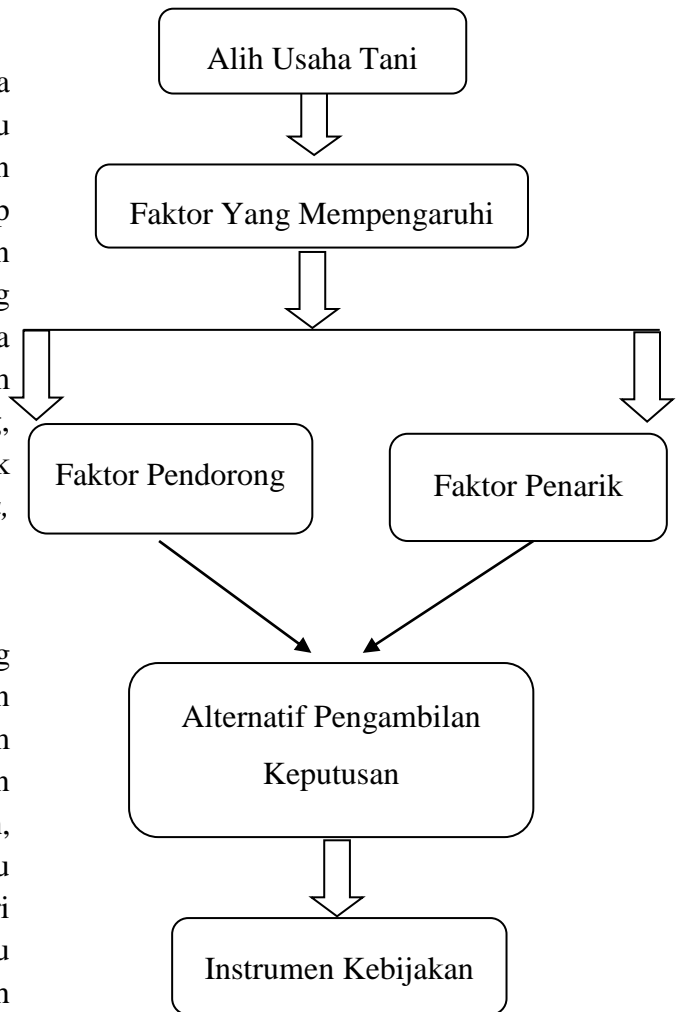 Alih Usaha Tani
Faktor Yang Mempengaruhi
Faktor Pendorong
Faktor Penarik
Alternatif Pengambilan
Keputusan
Instrumen Kebijakan